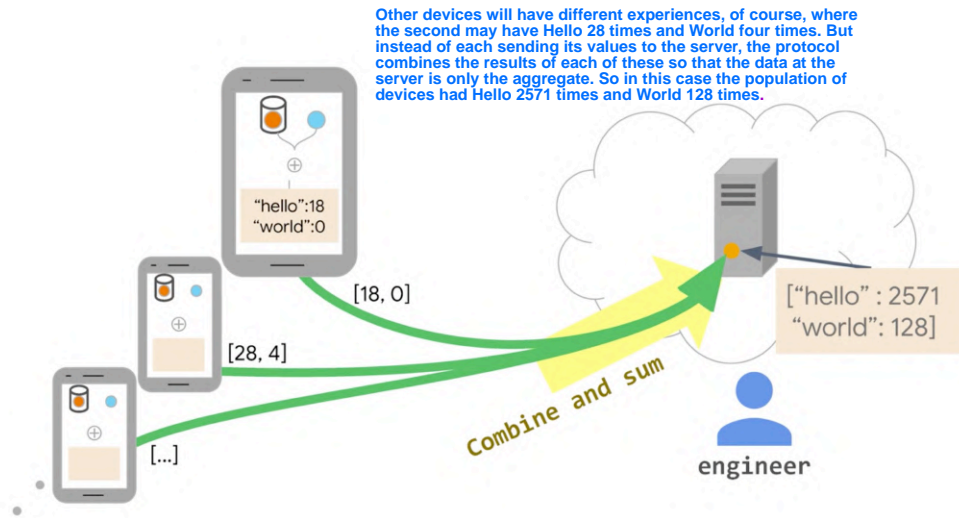 Other devices will have different experiences, of course, where
the second may have Hello 28 times and World four times. But
instead of each sending its values to the server, the protocol
combines the results of each of these so that the data at the
server is only the aggregate. So in this case the population of
devices had Hello 2571 times and World 128 times.
“hello”:18
“world”:0
[18, 0]
[“hello” : 2571
“world”: 128]
[28, 4]
Combine and sum
[...]
engineer